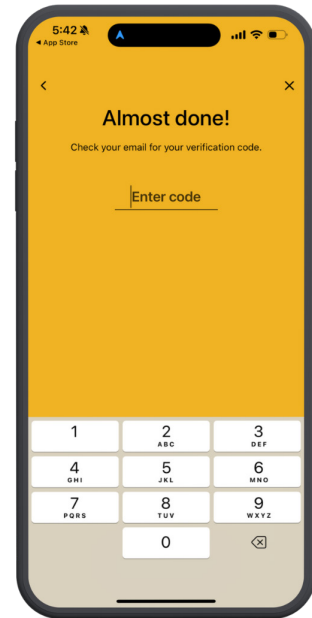 5:42
◀ App Store
Almost done!
Check your email for your verification code.
Enter code
1
2
ABC
3
DEF
4
GHI
5
JKL
6
MNO
7
PQRS
8
TUV
9
WXYZ
0